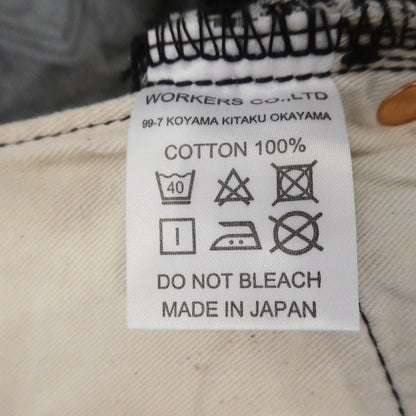 WORKERS CO.,LTD
99-7 KOYAMA KITAKU OKAYAMA
COTTON 100%
40
DO NOT BLEACH
MADE IN JAPAN